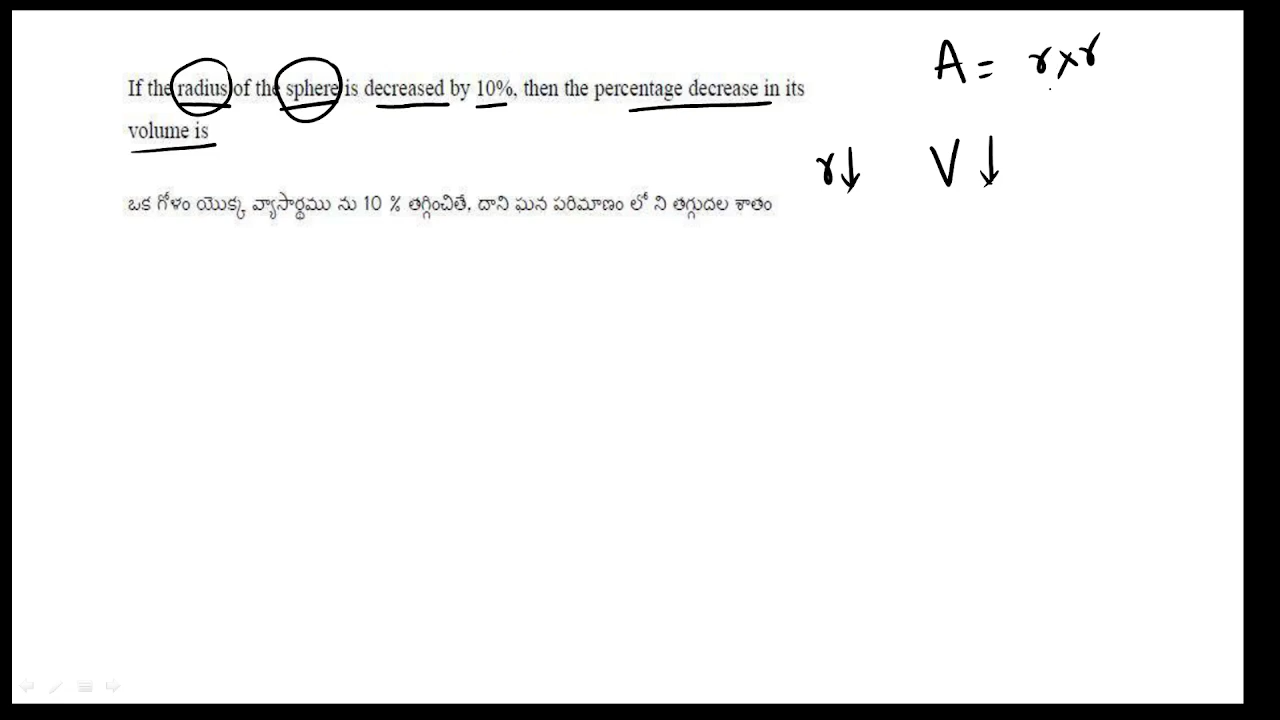 If the radius of the sphere is decreased by 10%, then the percentage decrease in its
volume is
ఒక గోళం యొక్క వ్యాసార్థము ను 10 % తగ్గించితే, దాని ఘన పరిమాణం లో ని తగ్గుదల శాతం
A = r×r
r↓ V↓